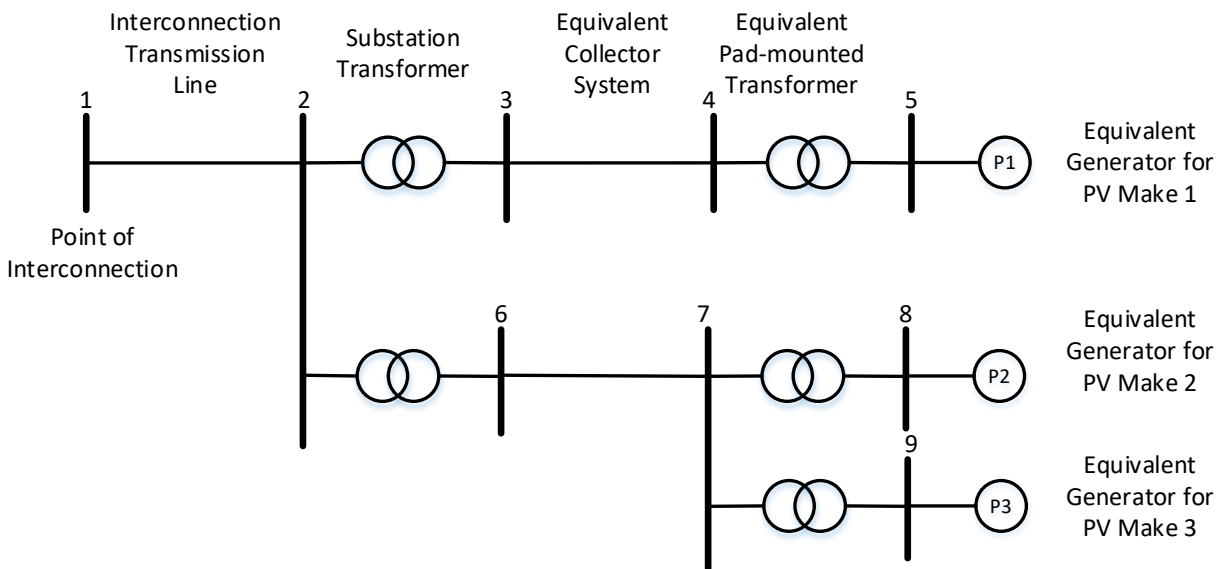 Interconnection
Transmission
Line
Substation
Transformer
Equivalent
Collector
System
Equivalent
Pad-mounted
Transformer
1
2
3
4
5
P1
Equivalent
Generator for
PV Make 1
Point of
Interconnection
6
7
8
P2
Equivalent
Generator for
PV Make 2
9
P3
Equivalent
Generator for
PV Make 3